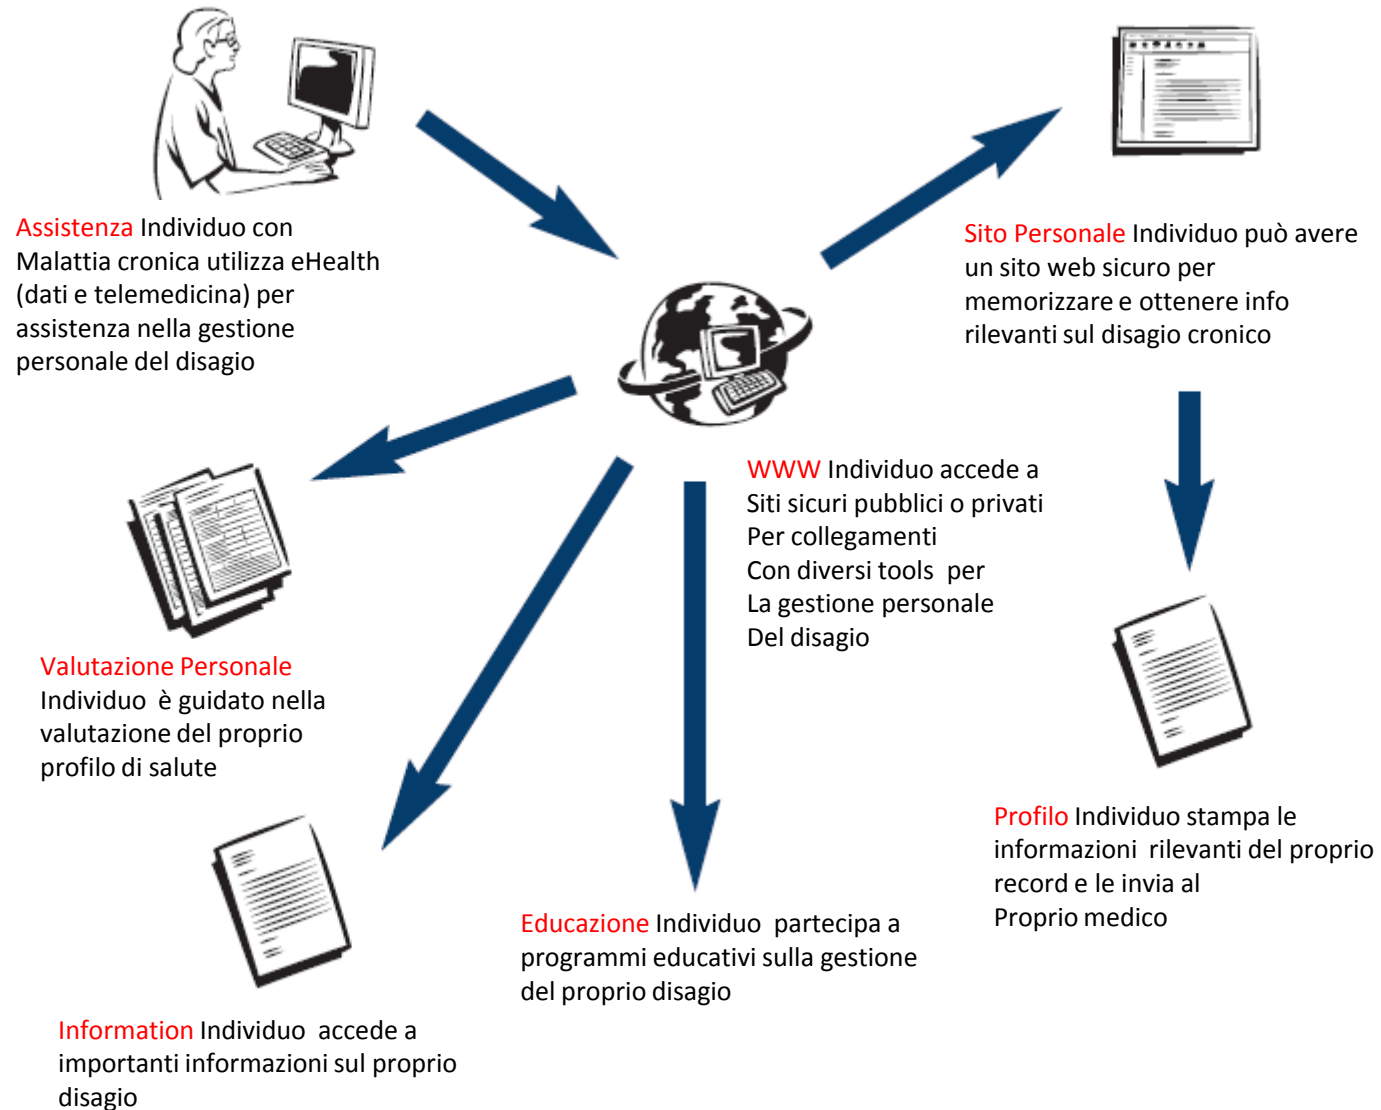 Assistenza Individuo con
Malattia cronica utilizza eHealth
(dati e telemedicina) per
assistenza nella gestione
personale del disagio
Sito Personale Individuo può avere
un sito web sicuro per
memorizzare e ottenere info
rilevanti sul disagio cronico
WWW Individuo accede a
Siti sicuri pubblici o privati
Per collegamenti
Con diversi tools per
La gestione personale
Del disagio
Valutazione Personale
Individuo è guidato nella
valutazione del proprio
profilo di salute
Profilo Individuo stampa le
informazioni rilevanti del proprio
record e le invia al
Proprio medico
Educazione Individuo partecipa a
programmi educativi sulla gestione
del proprio disagio
Information Individuo accede a
importanti informazioni sul proprio
disagio